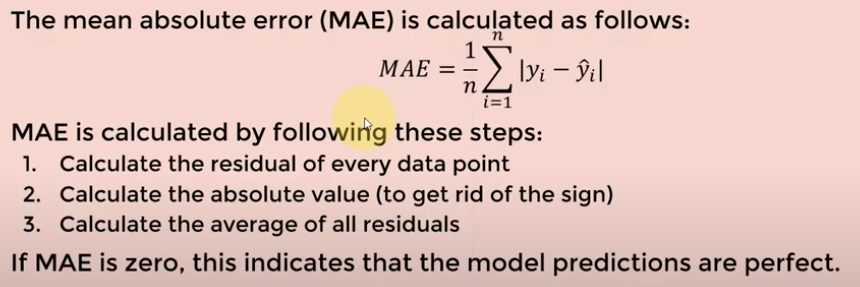 The mean absolute error (MAE) is calculated as follows:
MAE = \frac{1}{n} \sum_{i=1}^{n} |y_i - \hat{y}_i|
MAE is calculated by following these steps:
1. Calculate the residual of every data point
2. Calculate the absolute value (to get rid of the sign)
3. Calculate the average of all residuals
If MAE is zero, this indicates that the model predictions are perfect.